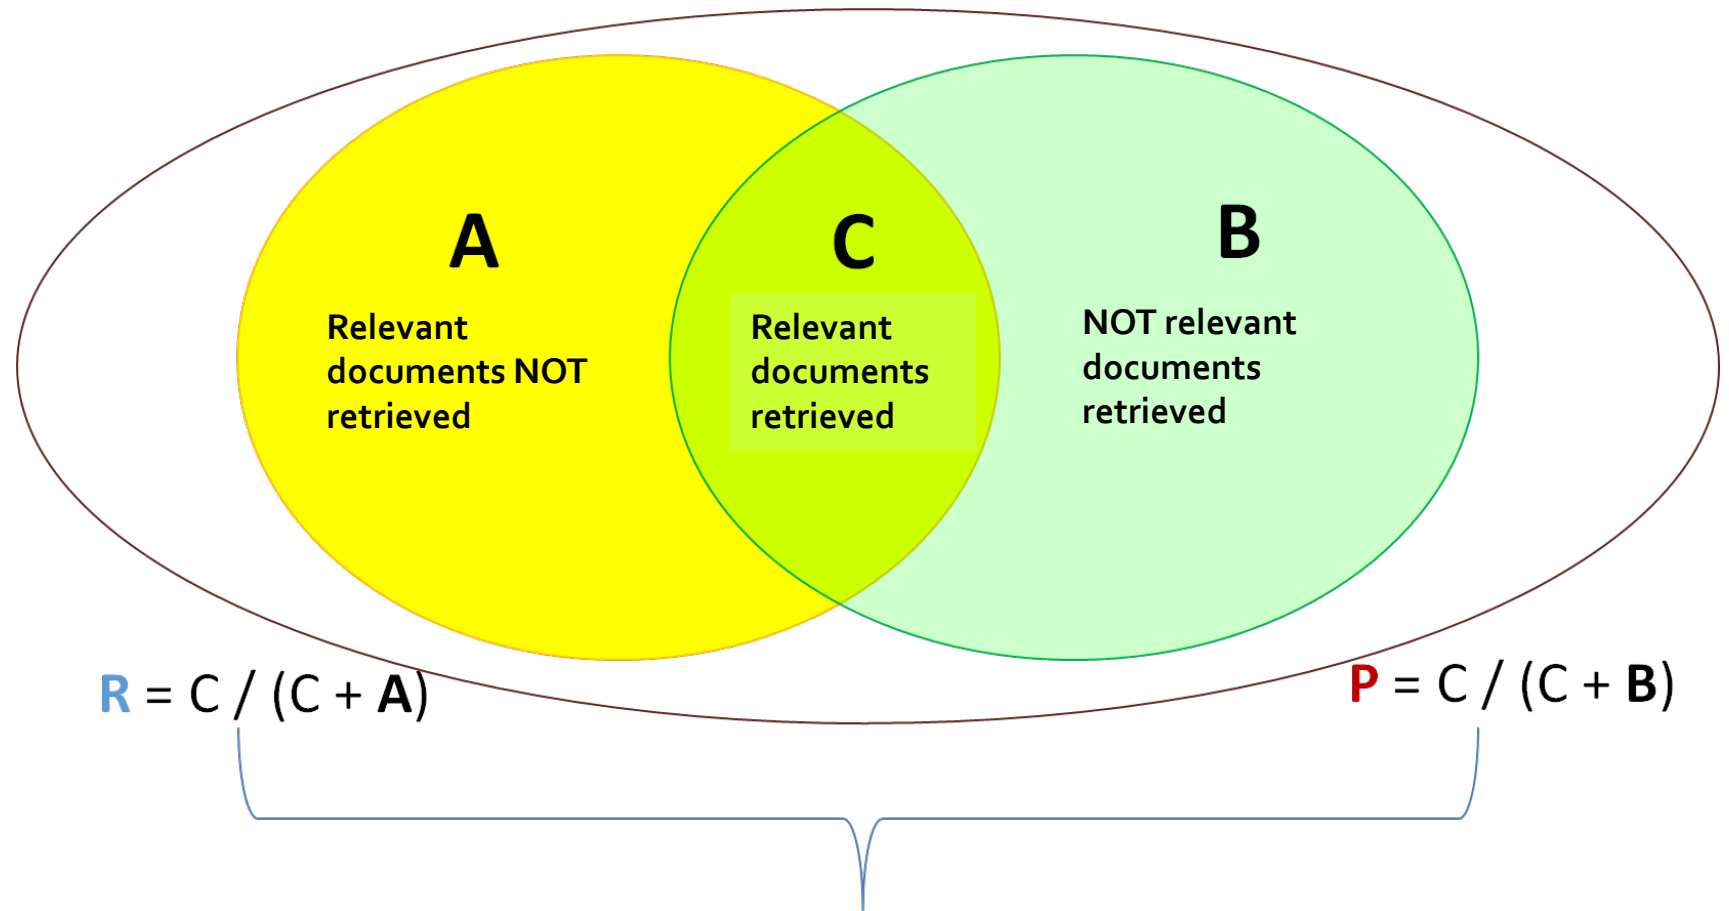 A
Relevant
documents NOT
retrieved
C
Relevant
documents
retrieved
B
NOT relevant
documents
retrieved
R = C / (C + A)
P = C / (C + B)